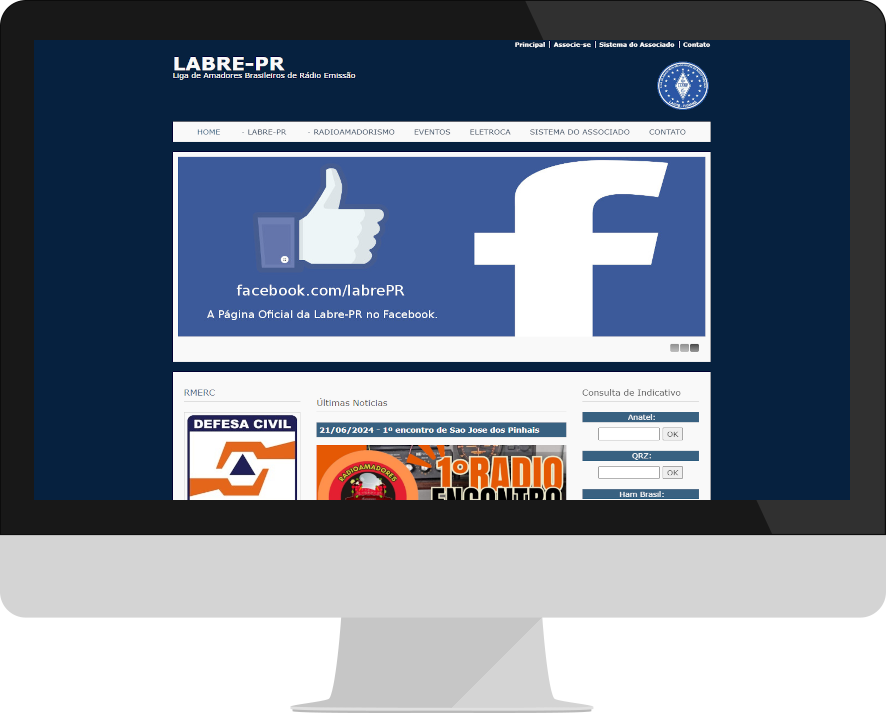 Principal | Associe-se | Sistema do Associado | Contato
LABRE-PR
Liga de Amadores Brasileiros de Rádio Emissão
HOME - LABRE-PR - RADIOAMADORISMO EVENTOS ELETROCA SISTEMA DO ASSOCIADO CONTATO
facebook.com/labrePR
A Página Oficial da Labre-PR no Facebook.
RMERC
DEFESA CIVIL
Últimas Noticias
21/06/2024 - 1º encontro de Sao Jose dos Pinhais
RADIOAMADORES
1º RADIO
ENCONTRO
Consulta de Indicativo
Anatel:
OK
QRZ:
OK
Ham Brasil: